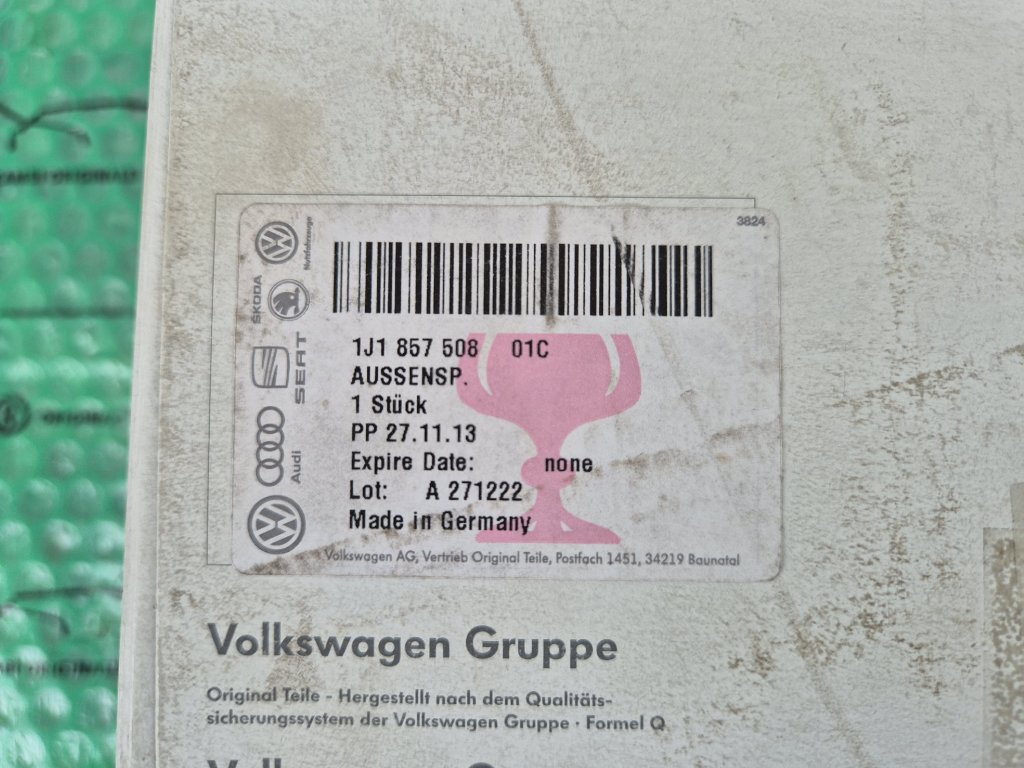 3824
Nutzfahrzeuge
ŠKODA
SEAT
Audi
1J1 857 508 01C
AUSSENSP.
1 Stück
PP 27.11.13
Expire Date: none
Lot: A 271222
Made in Germany
Volkswagen AG, Vertrieb Original Teile, Postfach 1451, 34219 Baunatal
Volkswagen Gruppe
Original Teile - Hergestellt nach dem Qualitäts-
sicherungssystem der Volkswagen Gruppe · Formel Q